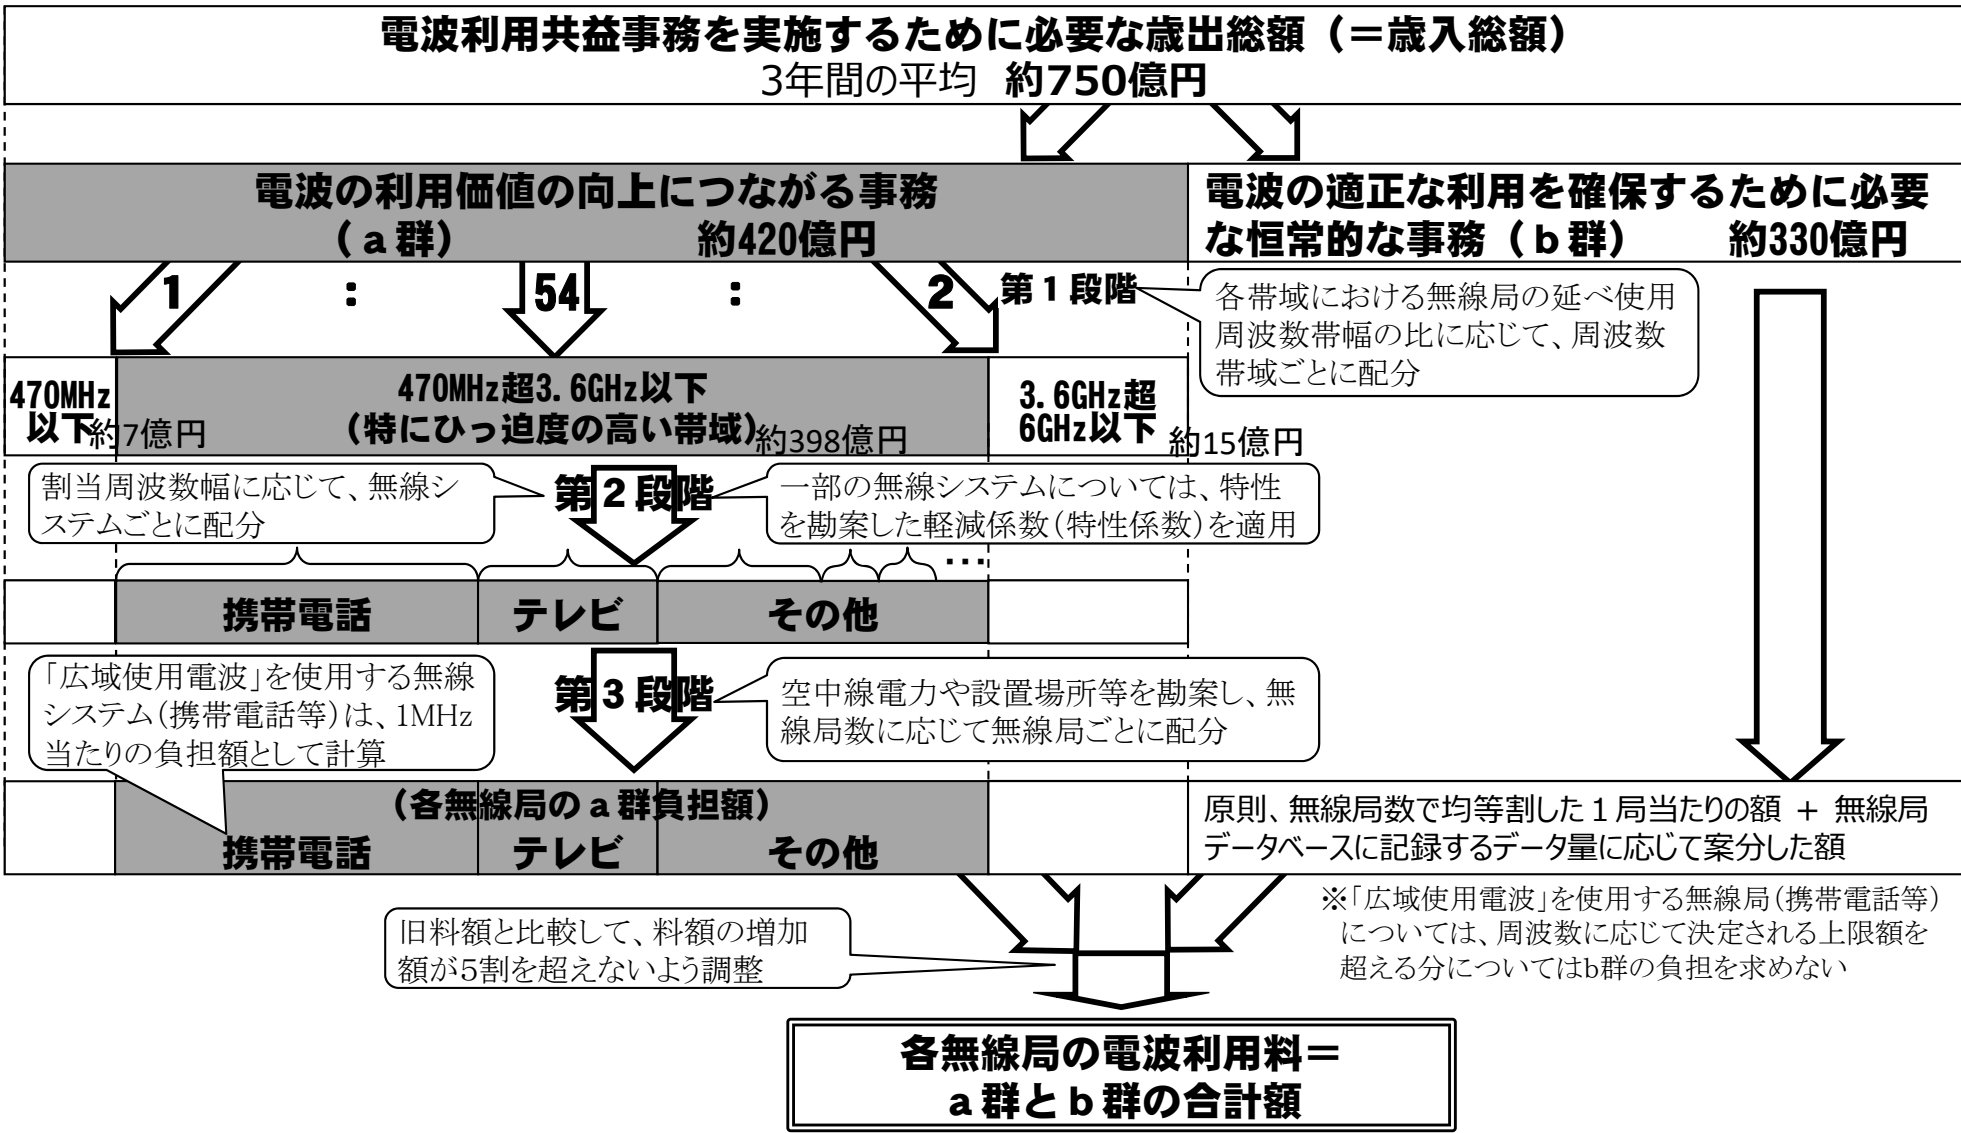 電波利用共益事務を実施するために必要な歳出総額（＝歳入総額）
3年間の平均　約750億円
電波の利用価値の向上につながる事務
（ａ群）　約420億円
電波の適正な利用を確保するために必要
な恒常的な事務（ｂ群）　約330億円
1　：　54　：　2
第１段階
各帯域における無線局の延べ使用
周波数帯幅の比に応じて、周波数
帯域ごとに配分
470MHz
以下
約7億円
470MHz超3.6GHz以下
（特にひっ迫度の高い帯域）
約398億円
3.6GHz超
6GHz以下
約15億円
割当周波数幅に応じて、無線シ
ステムごとに配分
第２段階
一部の無線システムについては、特性
を勘案した軽減係数（特性係数）を適用
…
携帯電話
テレビ
その他
「広域使用電波」を使用する無線
システム（携帯電話等）は、1MHz
当たりの負担額として計算
第３段階
空中線電力や設置場所等を勘案し、無
線局数に応じて無線局ごとに配分
（各無線局のａ群負担額）
携帯電話
テレビ
その他
原則、無線局数で均等割した１局当たりの額　＋　無線局
データベースに記録するデータ量に応じて案分した額
旧料額と比較して、料額の増加
額が５割を超えないよう調整
※「広域使用電波」を使用する無線局（携帯電話等）
については、周波数に応じて決定される上限額を
超える分についてはb群の負担を求めない
各無線局の電波利用料＝
ａ群とｂ群の合計額